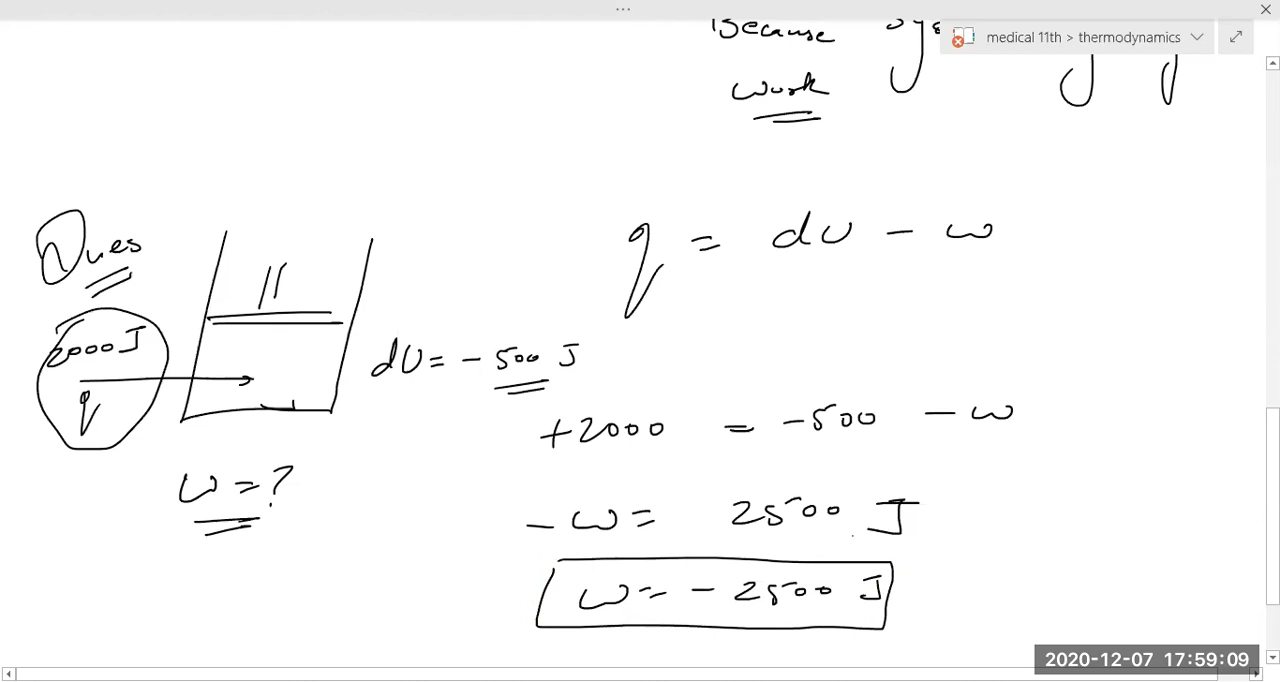 Because
work
medical 11th > thermodynamics
Ques
2000 J
q
dU = - 500 J
w = ?
q = dU - w
+2000 = -500 - w
- w = 2500 J
w = - 2500 J
2020-12-07 17:59:09